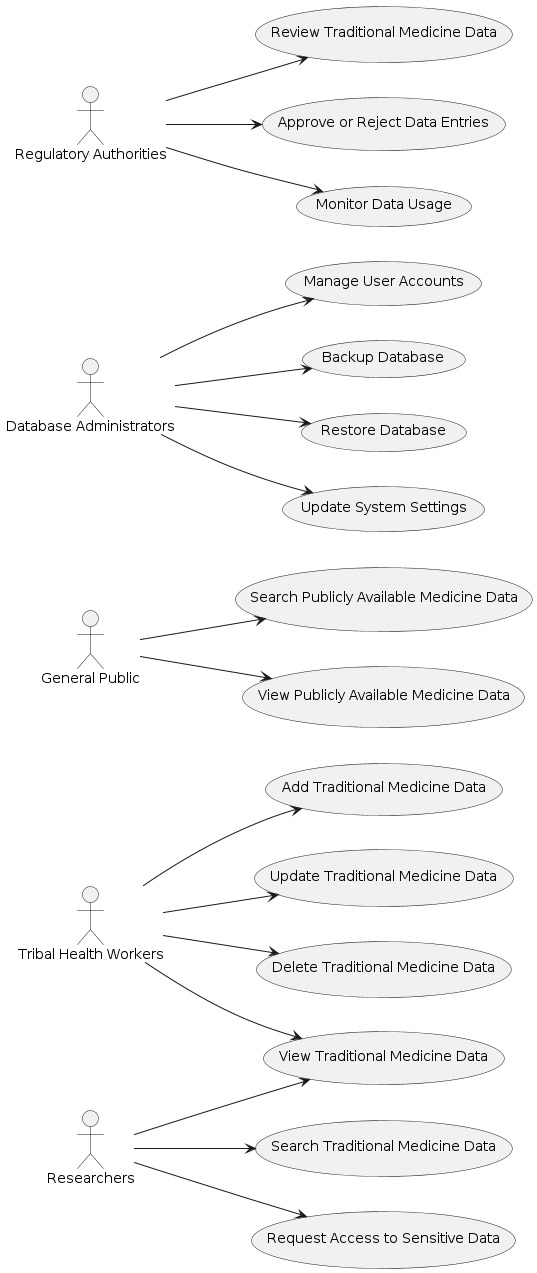 Review Traditional Medicine Data
Approve or Reject Data Entries
Regulatory Authorities
Monitor Data Usage
Manage User Accounts
Backup Database
Database Administrators
Restore Database
Update System Settings
Search Publicly Available Medicine Data
General Public
View Publicly Available Medicine Data
Add Traditional Medicine Data
Update Traditional Medicine Data
Tribal Health Workers
Delete Traditional Medicine Data
View Traditional Medicine Data
Search Traditional Medicine Data
Researchers
Request Access to Sensitive Data